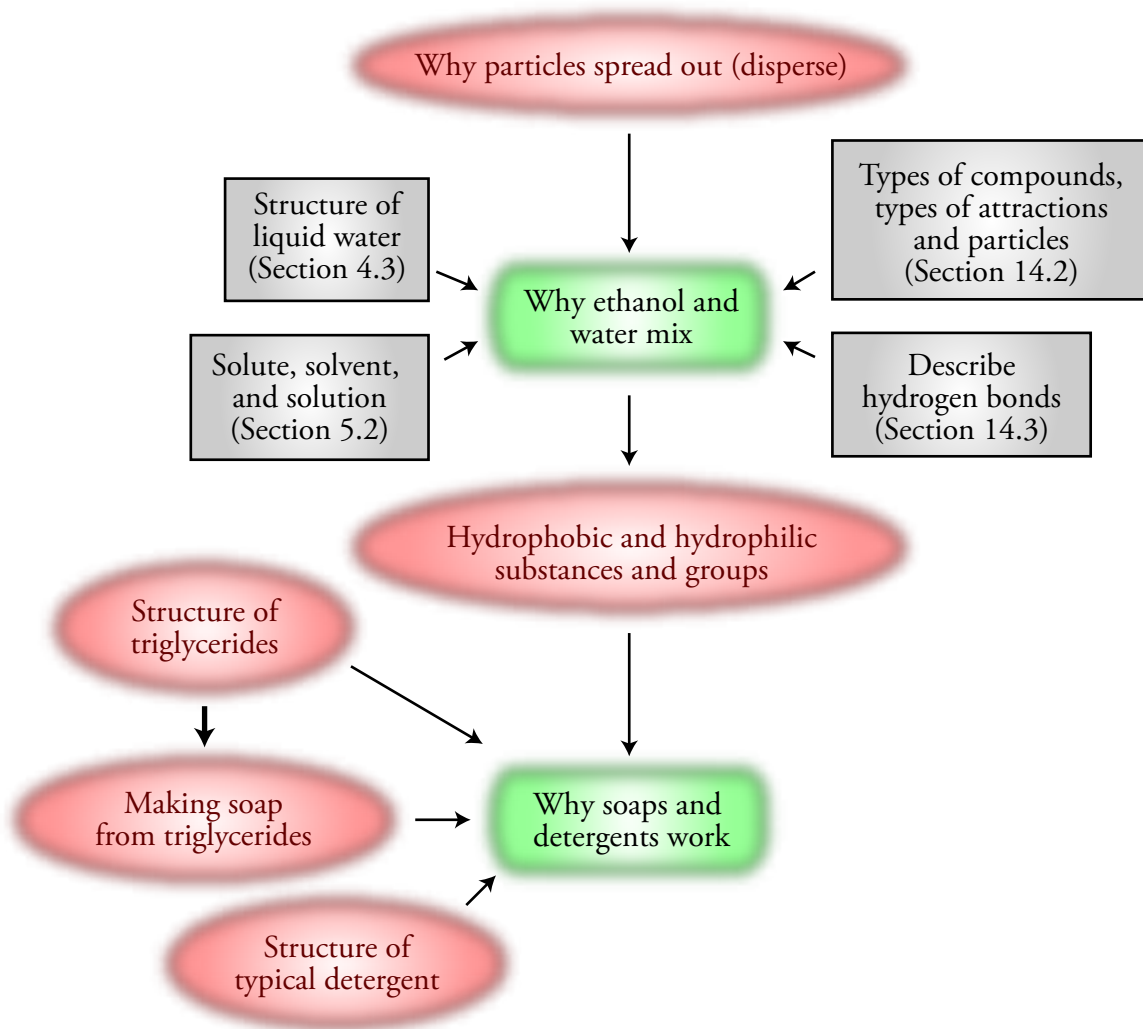 Why particles spread out (disperse)
Structure of
liquid water
(Section 4.3)
Types of compounds,
types of attractions
and particles
(Section 14.2)
Why ethanol and
water mix
Solute, solvent,
and solution
(Section 5.2)
Describe
hydrogen bonds
(Section 14.3)
Hydrophobic and hydrophilic
substances and groups
Structure of
triglycerides
Making soap
from triglycerides
Why soaps and
detergents work
Structure of
typical detergent